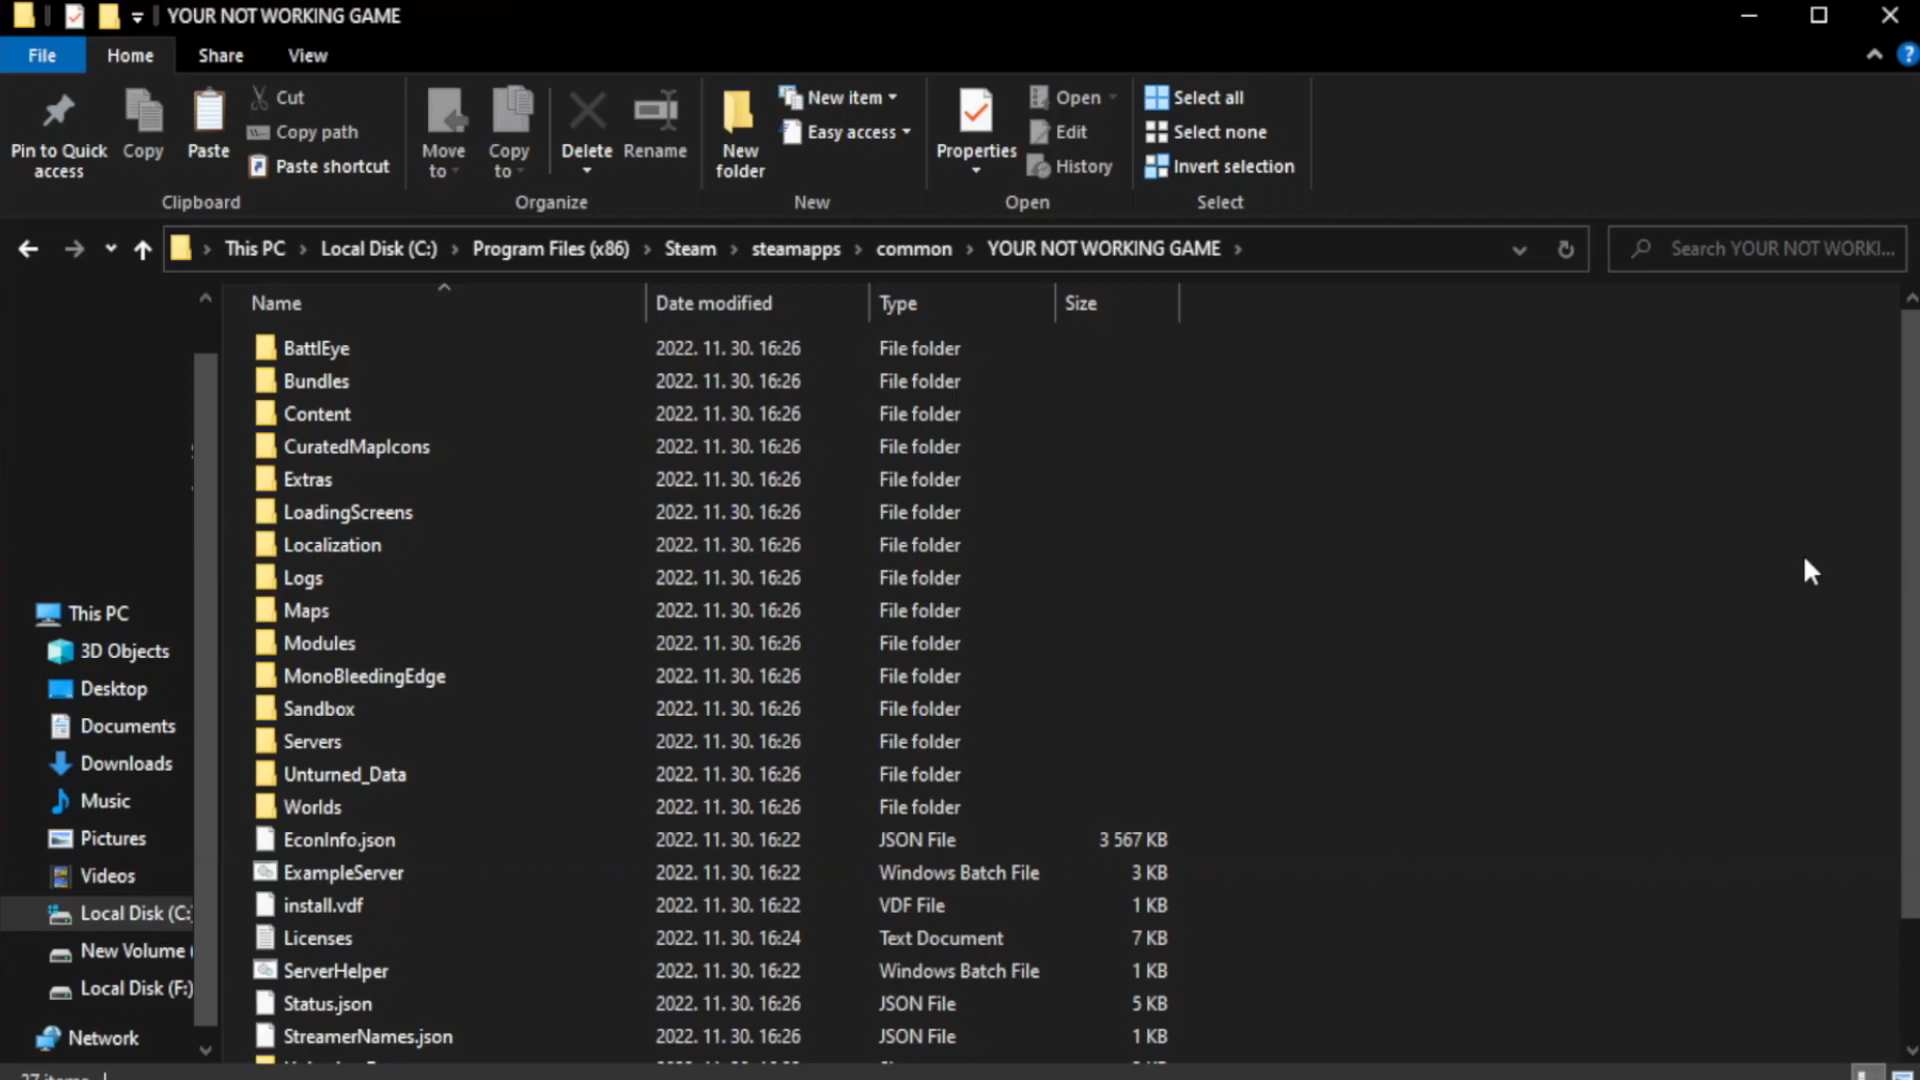 YOUR NOT WORKING GAME
File Home Share View
Pin to Quick access
Copy
Paste
Cut
Copy path
Paste shortcut
Clipboard
Move to
Copy to
Delete
Rename
Organize
New folder
New item
Easy access
New
Properties
Open
Edit
History
Open
Select all
Select none
Invert selection
Select
This PC > Local Disk (C:) > Program Files (x86) > Steam > steamapps > common > YOUR NOT WORKING GAME >
Search YOUR NOT WORKI...
This PC
3D Objects
Desktop
Documents
Downloads
Music
Pictures
Videos
Local Disk (C:
New Volume (
Local Disk (F:)
Network
Name Date modified Type Size
BattlEye 2022. 11. 30. 16:26 File folder
Bundles 2022. 11. 30. 16:26 File folder
Content 2022. 11. 30. 16:26 File folder
CuratedMapIcons 2022. 11. 30. 16:26 File folder
Extras 2022. 11. 30. 16:26 File folder
LoadingScreens 2022. 11. 30. 16:26 File folder
Localization 2022. 11. 30. 16:26 File folder
Logs 2022. 11. 30. 16:26 File folder
Maps 2022. 11. 30. 16:26 File folder
Modules 2022. 11. 30. 16:26 File folder
MonoBleedingEdge 2022. 11. 30. 16:26 File folder
Sandbox 2022. 11. 30. 16:26 File folder
Servers 2022. 11. 30. 16:26 File folder
Unturned_Data 2022. 11. 30. 16:26 File folder
Worlds 2022. 11. 30. 16:26 File folder
EconInfo.json 2022. 11. 30. 16:22 JSON File 3 567 KB
ExampleServer 2022. 11. 30. 16:22 Windows Batch File 3 KB
install.vdf 2022. 11. 30. 16:22 VDF File 1 KB
Licenses 2022. 11. 30. 16:24 Text Document 7 KB
ServerHelper 2022. 11. 30. 16:22 Windows Batch File 1 KB
Status.json 2022. 11. 30. 16:26 JSON File 5 KB
StreamerNames.json 2022. 11. 30. 16:26 JSON File 1 KB